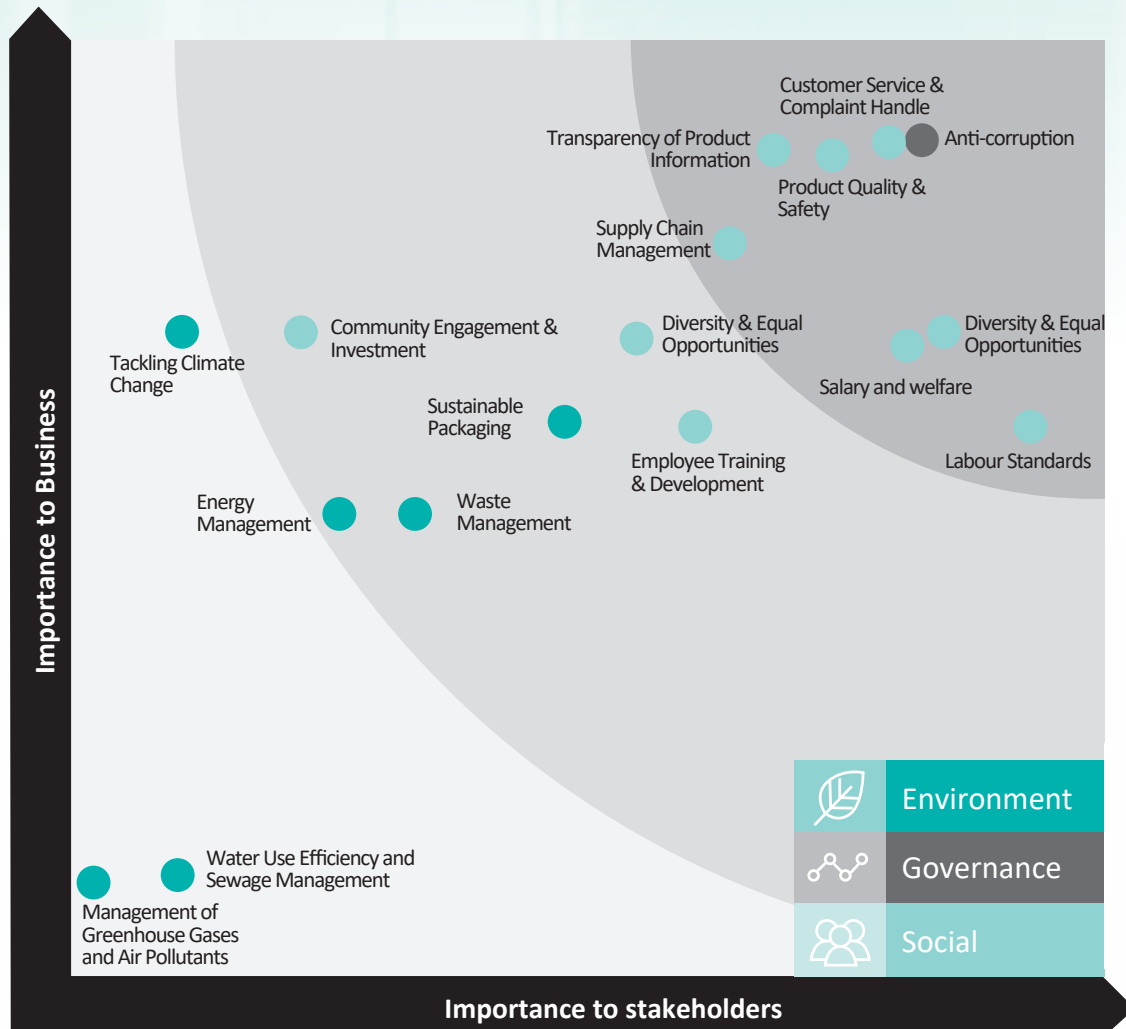 Customer Service &
Complaint Handle
Transparency of Product
Information
Anti-corruption
Product Quality &
Safety
Supply Chain
Management
Community Engagement &
Investment
Diversity & Equal
Opportunities
Diversity & Equal
Opportunities
Tackling Climate
Change
Salary and welfare
Sustainable
Packaging
Employee Training
& Development
Labour Standards
Energy
Management
Waste
Management
Importance to Business
Environment
Governance
Social
Water Use Efficiency and
Sewage Management
Management of
Greenhouse Gases
and Air Pollutants
Importance to stakeholders